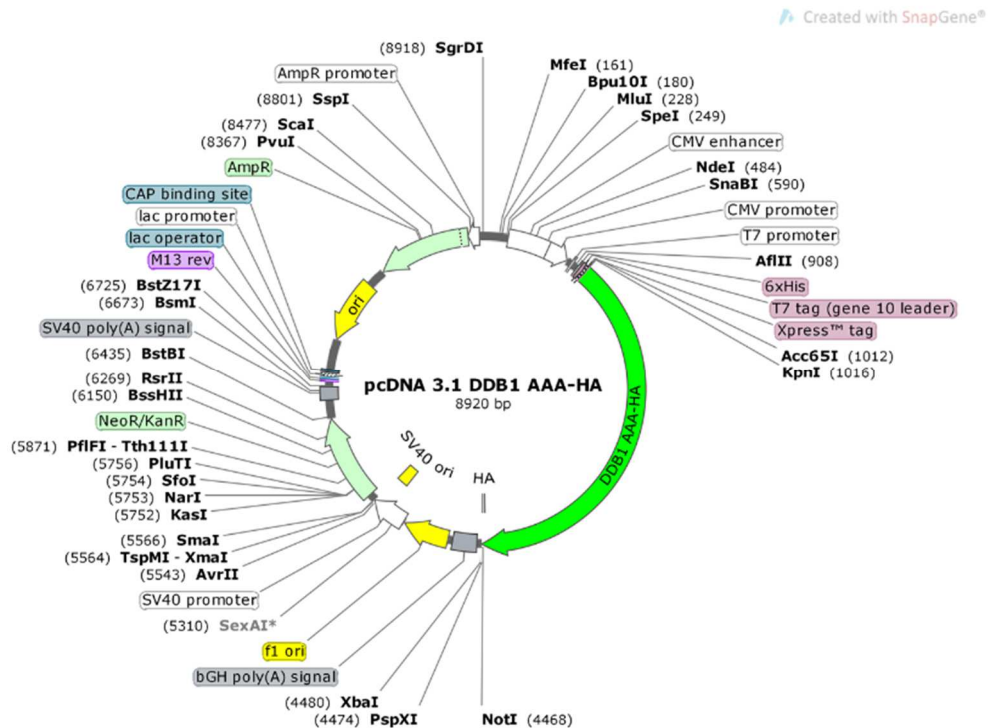 Created with SnapGene®
(8918) SgrDI
AmpR promoter
(8801) SspI
(8477) ScaI
(8367) PvuI
AmpR
CAP binding site
lac promoter
lac operator
M13 rev
(6725) BstZ17I
(6673) BsmI
SV40 poly(A) signal
(6435) BstBI
(6269) RsrII
(6150) BssHII
NeoR/KanR
(5871) PflFI - Tth111I
(5756) PluTI
(5754) SfoI
(5753) NarI
(5752) KasI
(5566) SmaI
(5564) TspMI - XmaI
(5543) AvrII
SV40 promoter
(5310) SexAI*
f1 ori
bGH poly(A) signal
(4480) XbaI
(4474) PspXI
NotI (4468)
MfeI (161)
Bpu10I (180)
MluI (228)
SpeI (249)
CMV enhancer
NdeI (484)
SnaBI (590)
CMV promoter
T7 promoter
AflII (908)
6xHis
T7 tag (gene 10 leader)
Xpress™ tag
Acc65I (1012)
KpnI (1016)
ori
pcDNA 3.1 DDB1 AAA-HA
8920 bp
SV40 ori
HA
DDB1 AAA-HA